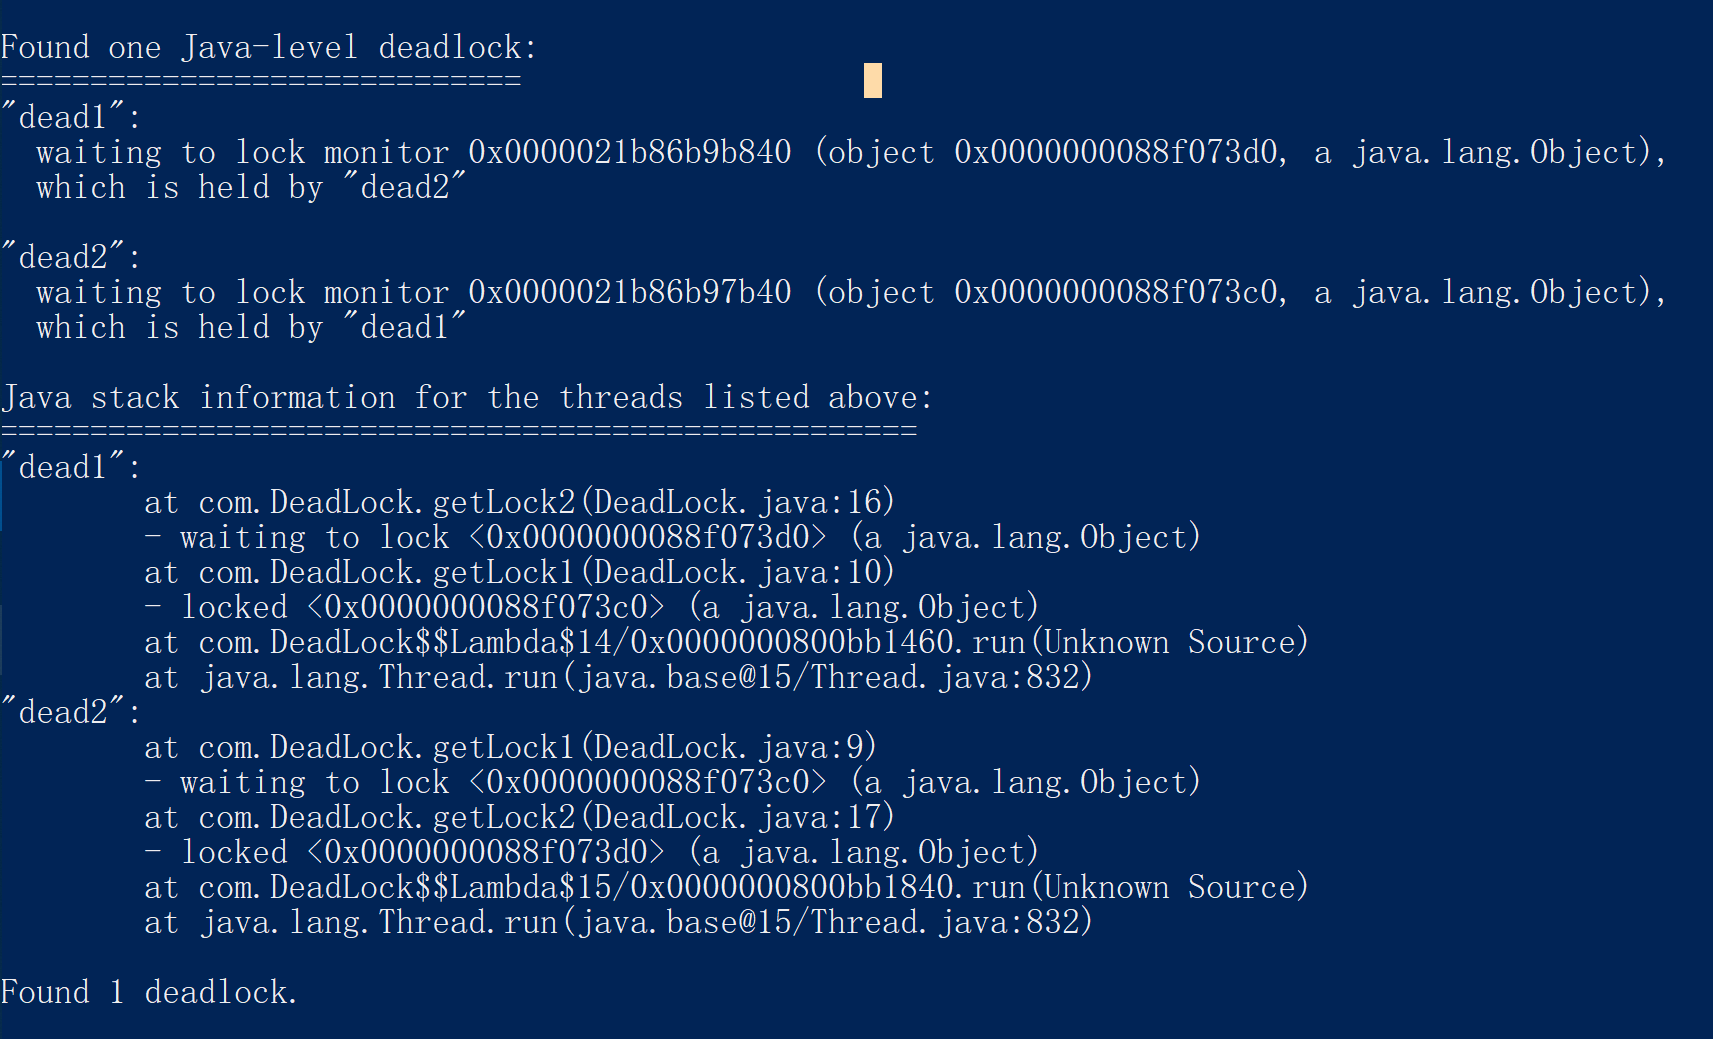 Found one Java-level deadlock:
=============================
"dead1":
  waiting to lock monitor 0x0000021b86b9b840 (object 0x0000000088f073d0, a java.lang.Object),
  which is held by "dead2"

"dead2":
  waiting to lock monitor 0x0000021b86b97b40 (object 0x0000000088f073c0, a java.lang.Object),
  which is held by "dead1"

Java stack information for the threads listed above:
===================================================
"dead1":
        at com.DeadLock.getLock2(DeadLock.java:16)
        - waiting to lock <0x0000000088f073d0> (a java.lang.Object)
        at com.DeadLock.getLock1(DeadLock.java:10)
        - locked <0x0000000088f073c0> (a java.lang.Object)
        at com.DeadLock$$Lambda$14/0x0000000800bb1460.run(Unknown Source)
        at java.lang.Thread.run(java.base@15/Thread.java:832)
"dead2":
        at com.DeadLock.getLock1(DeadLock.java:9)
        - waiting to lock <0x0000000088f073c0> (a java.lang.Object)
        at com.DeadLock.getLock2(DeadLock.java:17)
        - locked <0x0000000088f073d0> (a java.lang.Object)
        at com.DeadLock$$Lambda$15/0x0000000800bb1840.run(Unknown Source)
        at java.lang.Thread.run(java.base@15/Thread.java:832)

Found 1 deadlock.